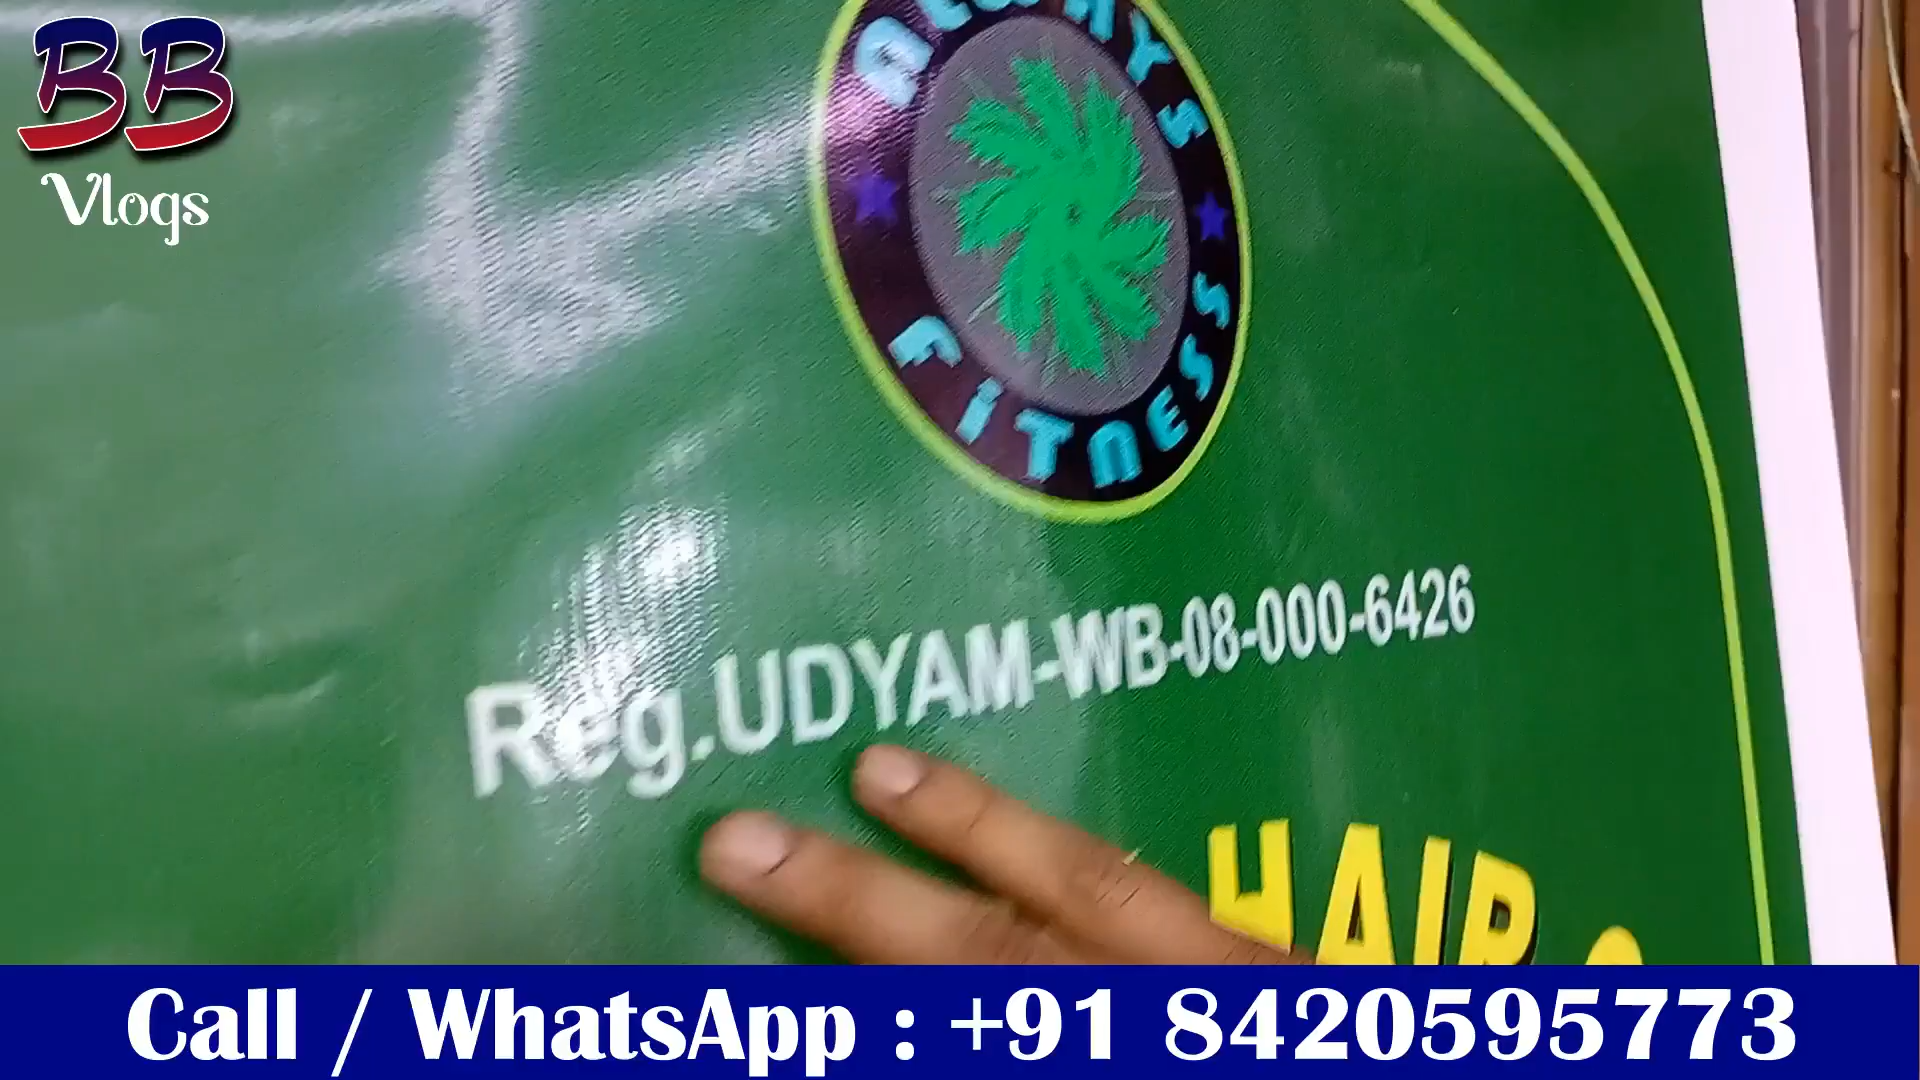 BB
Vlogs
ALWAYS
FITNESS
Reg.UDYAM-WB-08-000-6426
HAIR
Call / WhatsApp : +91 8420595773